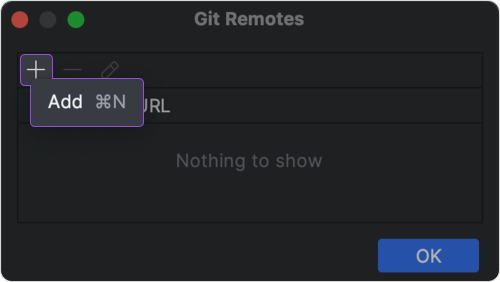 Git Remotes
Add ⌘N
URL
Nothing to show
OK